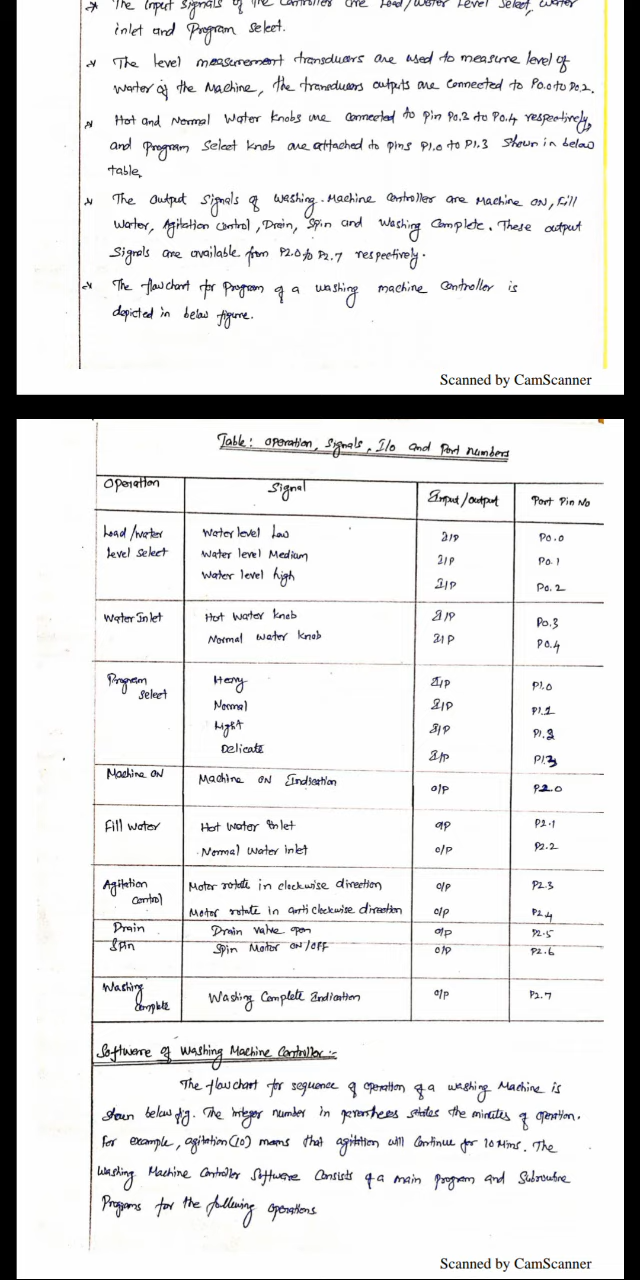 * The input signals of the controller are Load/Water Level Select, Water
inlet and Program Select.
* The level measurement transducers are used to measure level of
water of the Machine, the transducers outputs are connected to P0.0 to P0.2.
* Hot and Normal Water Knobs are connected to pin P0.3 to P0.4 respectively,
and program Select knob are attached to pins P1.0 to P1.3 shown in below
table.
* The output signals of washing Machine controller are Machine ON, Fill
Water, Agitation Control, Drain, Spin and Washing Complete. These output
Signals are available from P2.0 to P2.7 respectively.
* The flowchart for Program of a washing machine controller is
depicted in below figure.
Scanned by CamScanner
Table: operation, signals, I/o and Port numbers
Operation Signal Input/output Port Pin No
Load/water Water level Low I/P P0.0
level select Water level Medium I/P P0.1
Water level high I/P P0.2
Water Inlet Hot water knob I/P P0.3
Normal water knob I/P P0.4
Program Heavy I/P P1.0
select Normal I/P P1.1
Light I/P P1.2
Delicate I/P P1.3
Machine ON Machine ON Indication o/p P2.0
Fill water Hot water inlet o/p P2.1
Normal water inlet o/p P2.2
Agitation Motor rotate in clockwise direction o/p P2.3
control Motor rotate in anti clockwise direction o/p P2.4
Drain Drain valve open o/p P2.5
Spin Spin Motor ON/OFF o/p P2.6
Washing Washing Complete Indication o/p P2.7
complete
Software of Washing Machine Controller :-
The flowchart for sequence of operation of a washing Machine is
shown below fig. The integer number in parentheses states the minutes of operation.
For example, agitation(10) means that agitation will continue for 10 Mins. The
Washing Machine Controller Software consists of a main program and Subroutine
Programs for the following operations
Scanned by CamScanner